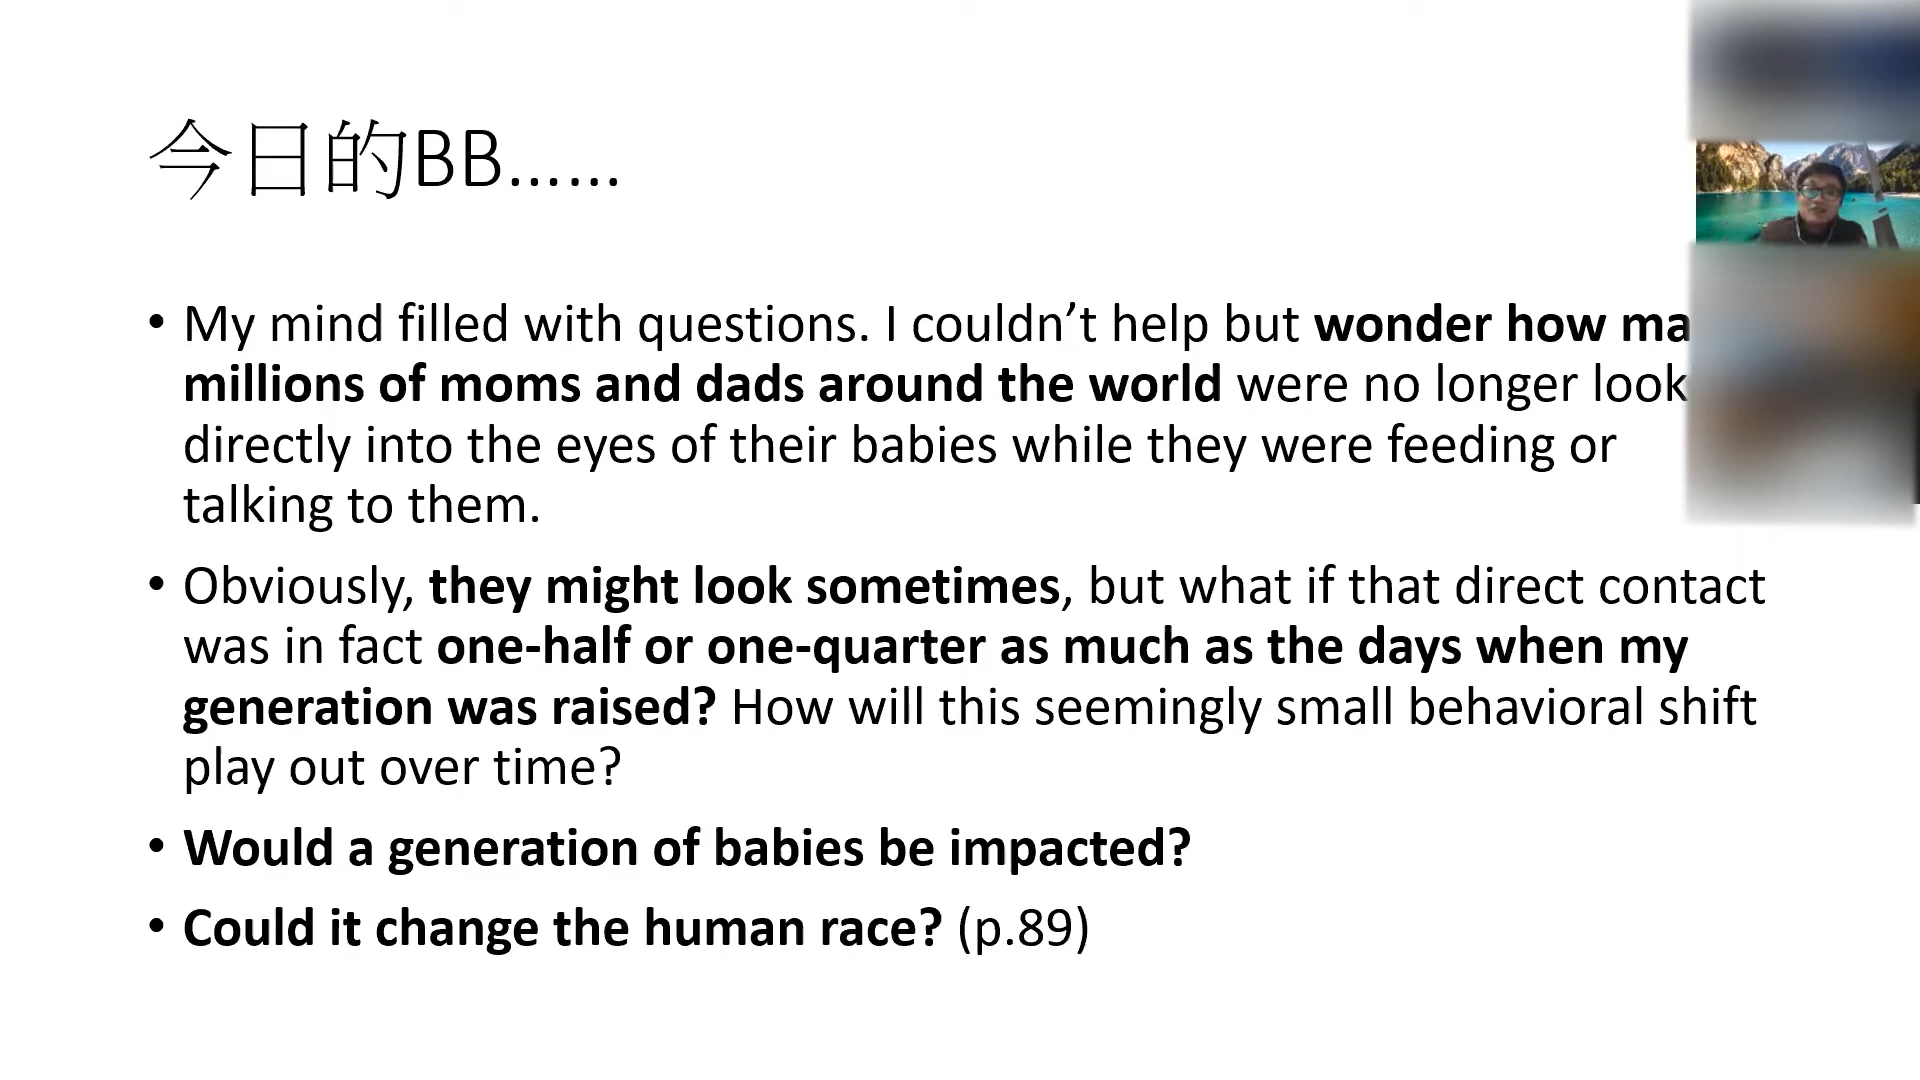 今日的BB……
• My mind filled with questions. I couldn’t help but wonder how
millions of moms and dads around the world were no longer look
directly into the eyes of their babies while they were feeding or
talking to them.
• Obviously, they might look sometimes, but what if that direct contact
was in fact one-half or one-quarter as much as the days when my
generation was raised? How will this seemingly small behavioral shift
play out over time?
• Would a generation of babies be impacted?
• Could it change the human race? (p.89)